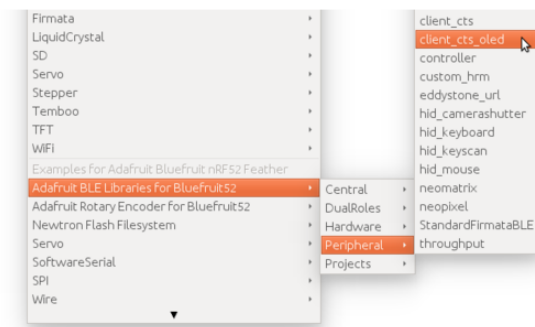 Firmata
LiquidCrystal
SD
Servo
Stepper
Temboo
TFT
WiFi
Examples for Adafruit Bluefruit nRF52 Feather
Adafruit BLE Libraries for Bluefruit52
Adafruit Rotary Encoder for Bluefruit52
Newtron Flash Filesystem
Servo
SoftwareSerial
SPI
Wire
Central
DualRoles
Hardware
Peripheral
Projects
client_cts
client_cts_oled
controller
custom_hrm
eddystone_url
hid_camerashutter
hid_keyboard
hid_keyscan
hid_mouse
neomatrix
neopixel
StandardFirmataBLE
throughput